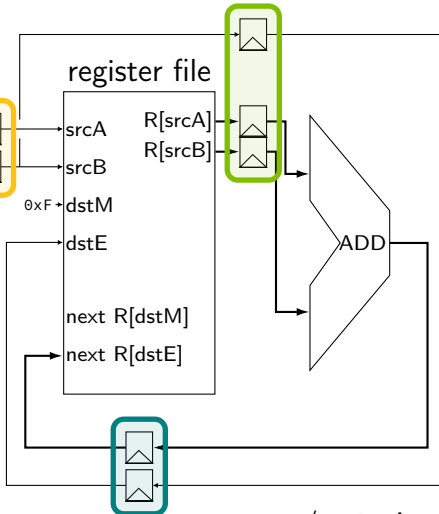 register file
srcA
R[srcA]
R[srcB]
srcB
0xF
dstM
dstE
ADD
next R[dstM]
next R[dstE]